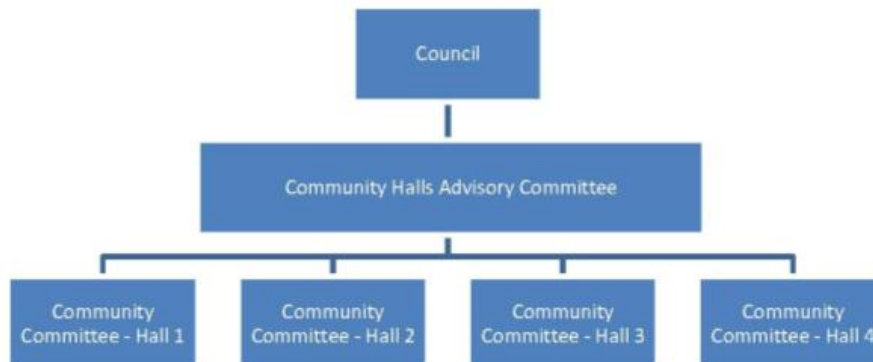 Council
Community Halls Advisory Committee
Community
Committee - Hall 1
Community
Committee - Hall 2
Community
Committee - Hall 3
Community
Committee - Hall 4